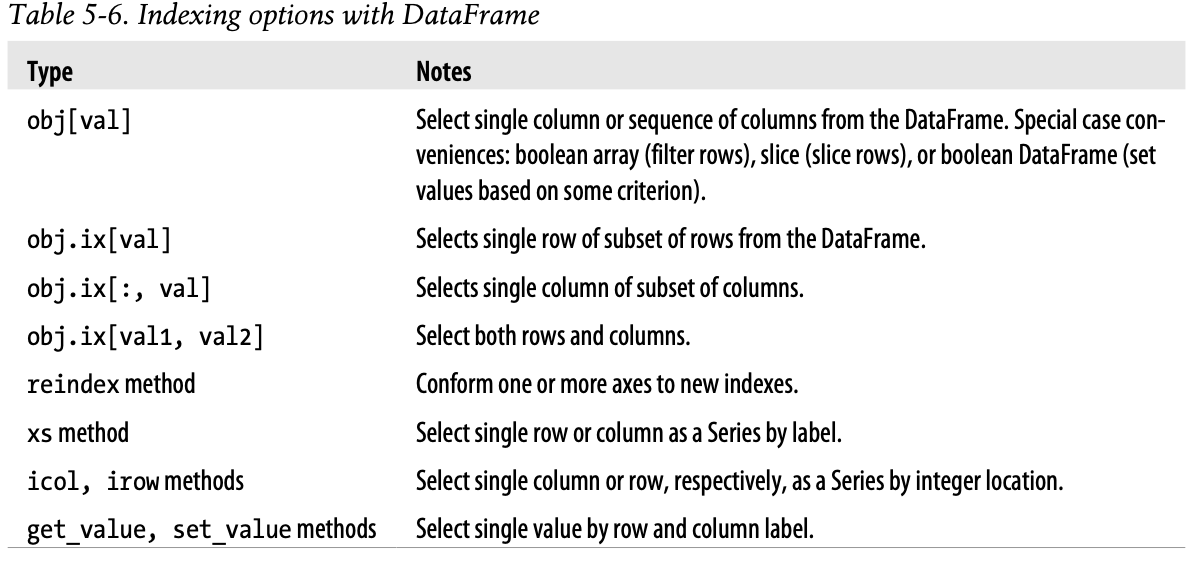 Table 5-6. Indexing options with DataFrame
Type Notes
obj[val] Select single column or sequence of columns from the DataFrame. Special case con-
veniences: boolean array (filter rows), slice (slice rows), or boolean DataFrame (set
values based on some criterion).
obj.ix[val] Selects single row of subset of rows from the DataFrame.
obj.ix[:, val] Selects single column of subset of columns.
obj.ix[val1, val2] Select both rows and columns.
reindex method Conform one or more axes to new indexes.
xs method Select single row or column as a Series by label.
icol, irow methods Select single column or row, respectively, as a Series by integer location.
get_value, set_value methods Select single value by row and column label.